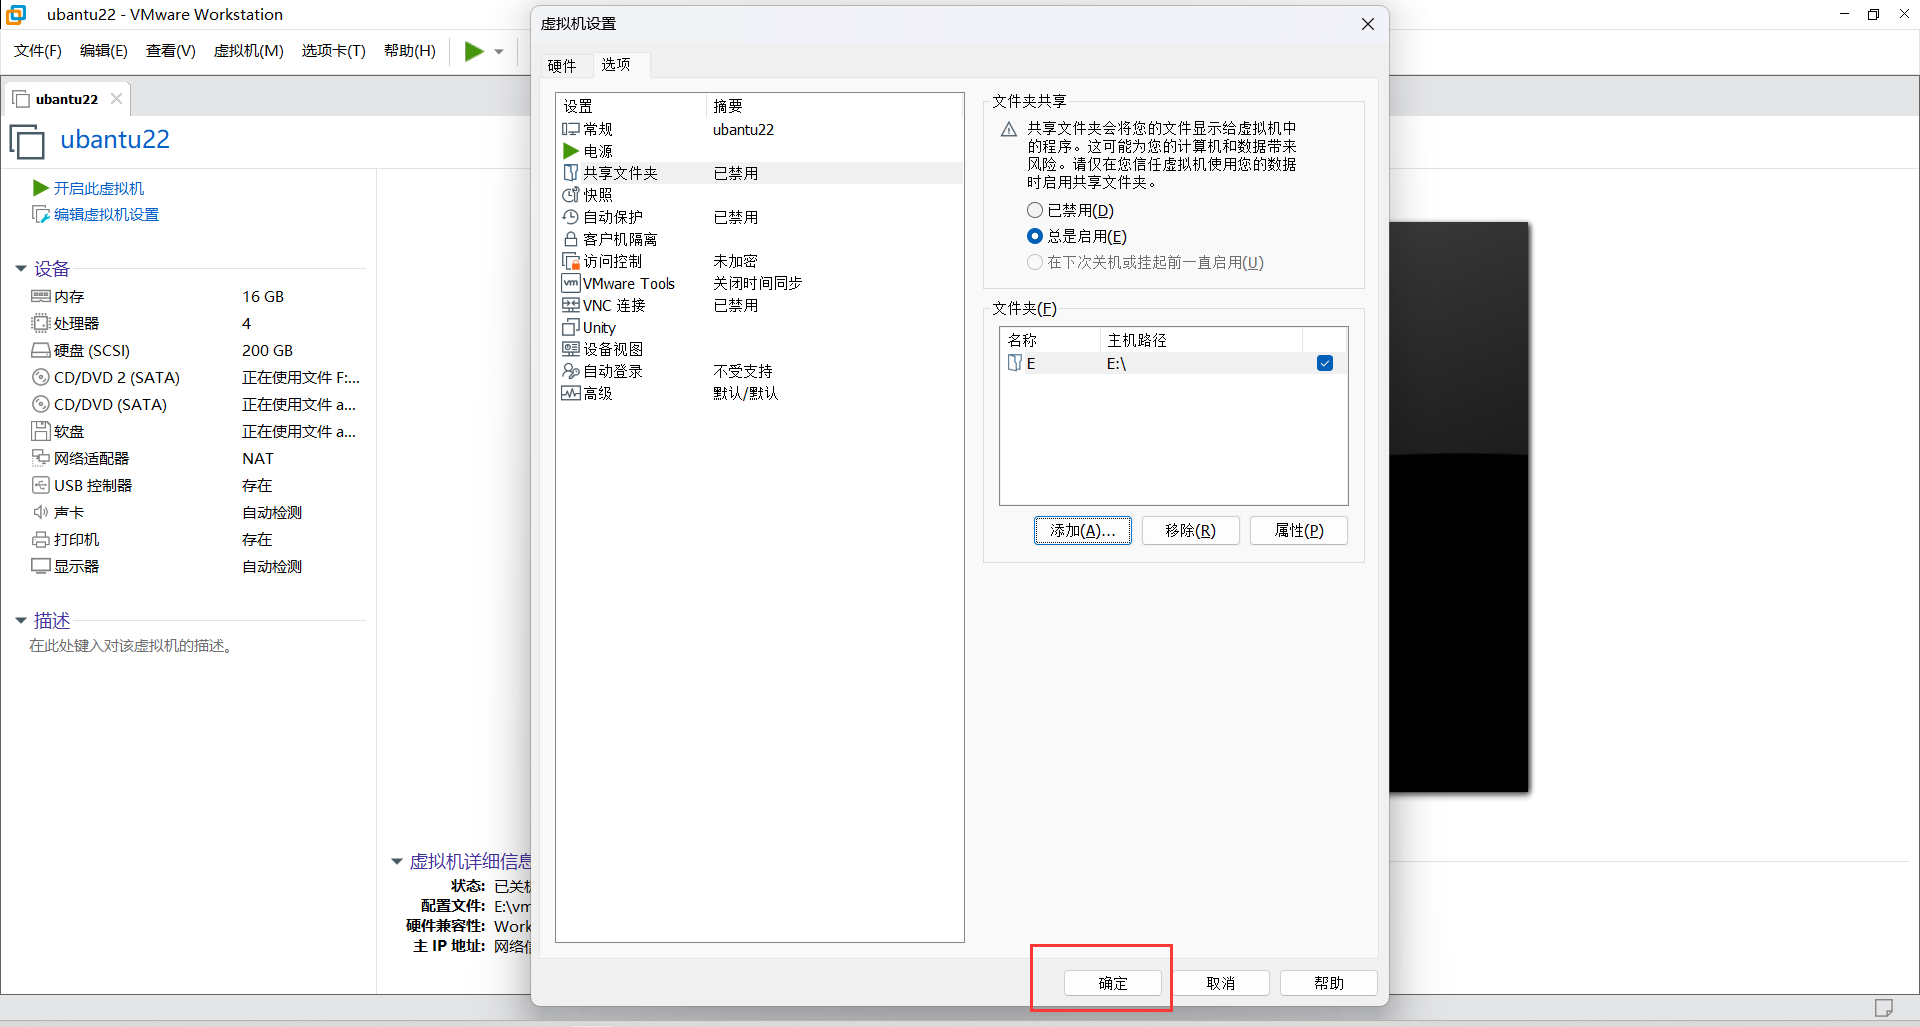 ubantu22 - VMware Workstation
文件(F) 编辑(E) 查看(V) 虚拟机(M) 选项卡(T) 帮助(H)
ubantu22
ubantu22
开启此虚拟机
编辑虚拟机设置
设备
内存 16 GB
处理器 4
硬盘 (SCSI) 200 GB
CD/DVD 2 (SATA) 正在使用文件 F:...
CD/DVD (SATA) 正在使用文件 a...
软盘 正在使用文件 a...
网络适配器 NAT
USB 控制器 存在
声卡 自动检测
打印机 存在
显示器 自动检测
描述
在此处键入对该虚拟机的描述。
虚拟机详细信息
状态: 已关
配置文件: E:\vm
硬件兼容性: Work
主 IP 地址: 网络
虚拟机设置
硬件 选项
设置 摘要
常规 ubantu22
电源
共享文件夹 已禁用
快照
自动保护 已禁用
客户机隔离
访问控制 未加密
vm VMware Tools 关闭时间同步
VNC 连接 已禁用
Unity
设备视图
自动登录 不受支持
高级 默认/默认
文件夹共享
共享文件夹会将您的文件显示给虚拟机中
的程序。这可能为您的计算机和数据带来
风险。请仅在您信任虚拟机使用您的数据
时启用共享文件夹。
已禁用(D)
总是启用(E)
在下次关机或挂起前一直启用(U)
文件夹(F)
名称 主机路径
E E:\
添加(A)... 移除(R) 属性(P)
确定 取消 帮助